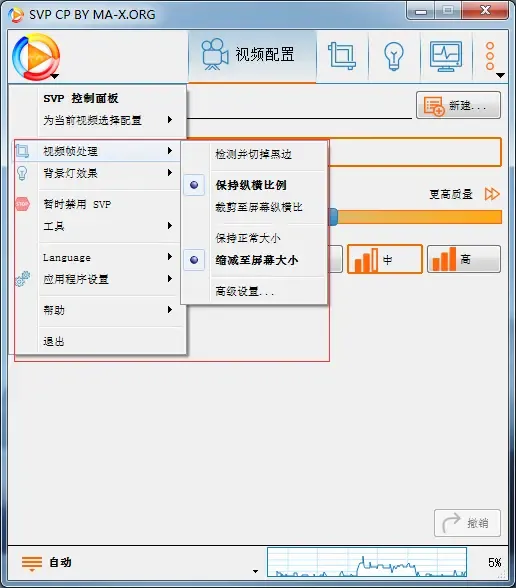 SVP CP BY MA-X.ORG
视频配置
SVP 控制面板
为当前视频选择配置
新建...
视频帧处理
背景灯效果
STOP
暂时禁用 SVP
工具
Language
应用程序设置
帮助
退出
检测并切掉黑边
保持纵横比例
裁剪至屏幕纵横比
保持正常大小
缩减至屏幕大小
高级设置...
更高质量
中
高
撤销
自动
5%